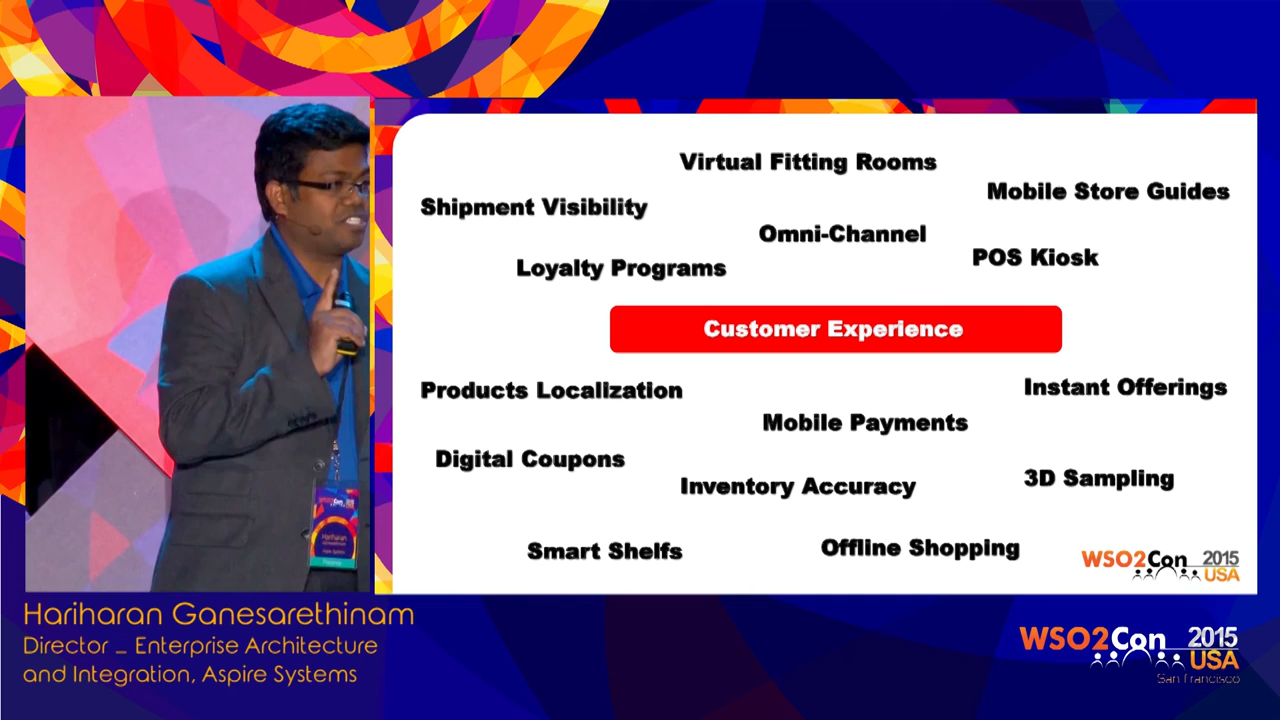 Virtual Fitting Rooms
Mobile Store Guides
Shipment Visibility
Omni-Channel
POS Kiosk
Loyalty Programs
Customer Experience
Products Localization
Instant Offerings
Mobile Payments
Digital Coupons
Inventory Accuracy
3D Sampling
Smart Shelfs
Offline Shopping
WSO2Con 2015
USA
WSO2Con
Hariharan
Hariharan Ganesarethinam
Director _ Enterprise Architecture
and Integration, Aspire Systems
WSO2Con 2015
USA
San Francisco